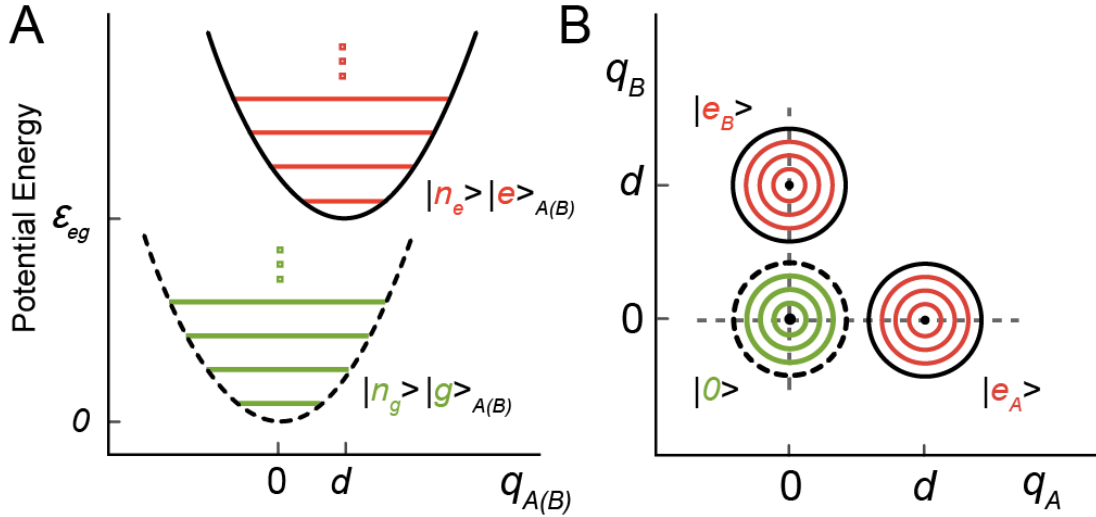 A
Potential Energy
ε_eg
0
|n_e>|e>_A(B)
|n_g>|g>_A(B)
0
d
q_A(B)
B
q_B
|e_B>
d
0
|0>
|e_A>
0
d
q_A